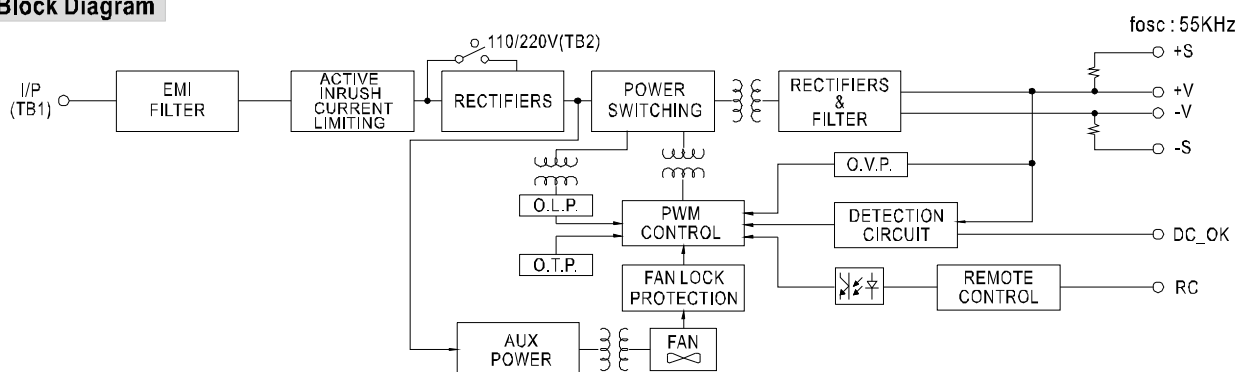 Block Diagram
fosc : 55KHz
110/220V(TB2)
I/P
(TB1)
EMI
FILTER
ACTIVE
INRUSH
CURRENT
LIMITING
RECTIFIERS
POWER
SWITCHING
RECTIFIERS
&
FILTER
+S
+V
-V
-S
O.V.P.
O.L.P.
PWM
CONTROL
DETECTION
CIRCUIT
DC_OK
O.T.P.
FAN LOCK
PROTECTION
REMOTE
CONTROL
RC
AUX
POWER
FAN